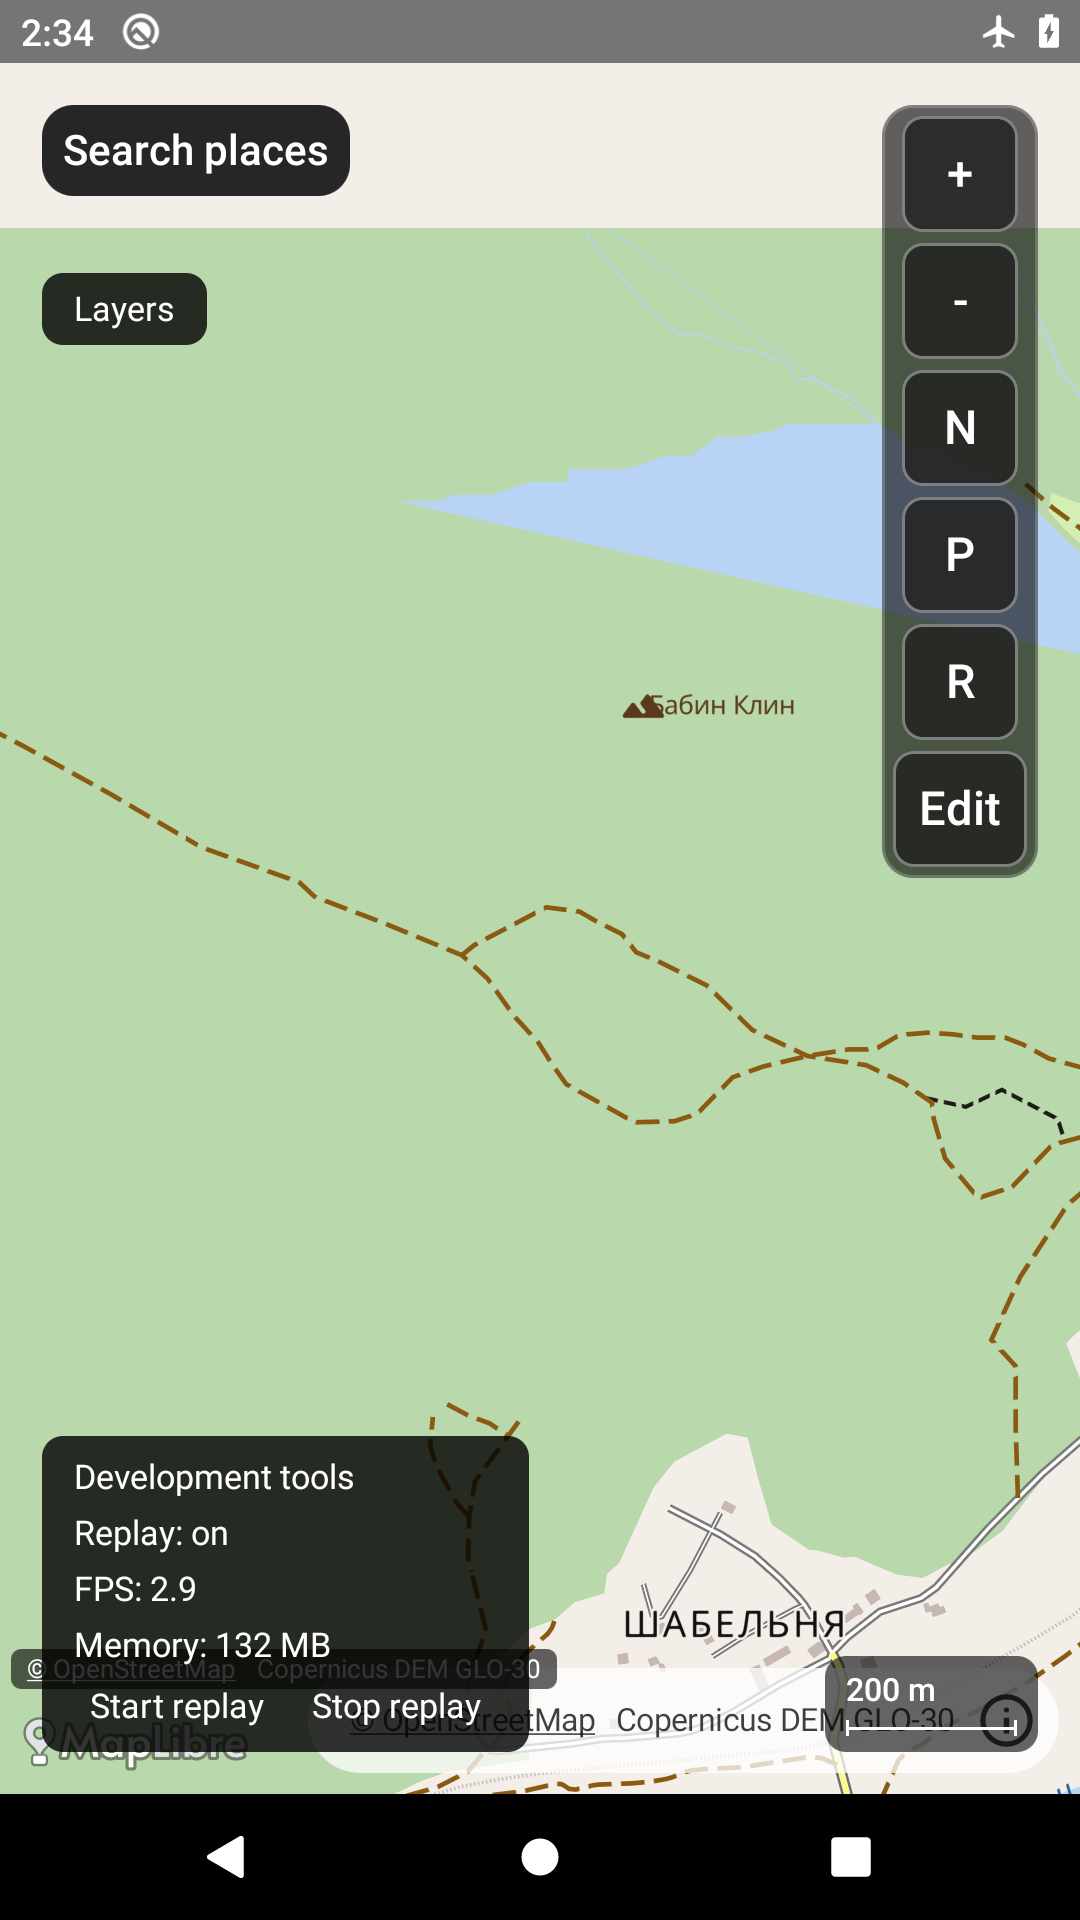 2:34
Search places
+
Layers
-
N
P
R
Бабин Клин
Edit
Development tools
Replay: on
FPS: 2.9
ШАБЕЛЬНЯ
Memory: 132 MB
© OpenStreetMap Copernicus DEM GLO-30
200 m
Start replay Stop replay
© OpenStreetMap Copernicus DEM GLO-30
MapLibre